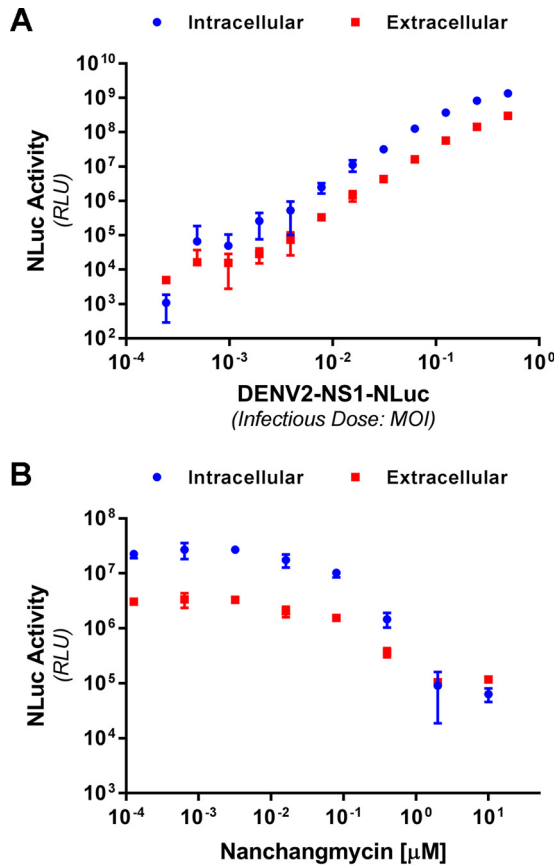 A
Intracellular Extracellular
NLuc Activity
(RLU)
10^10
10^9
10^8
10^7
10^6
10^5
10^4
10^3
10^2
10^-4 10^-3 10^-2 10^-1 10^0
DENV2-NS1-NLuc
(Infectious Dose: MOI)
B
Intracellular Extracellular
NLuc Activity
(RLU)
10^8
10^7
10^6
10^5
10^4
10^3
10^-4 10^-3 10^-2 10^-1 10^0 10^1
Nanchangmycin [μM]